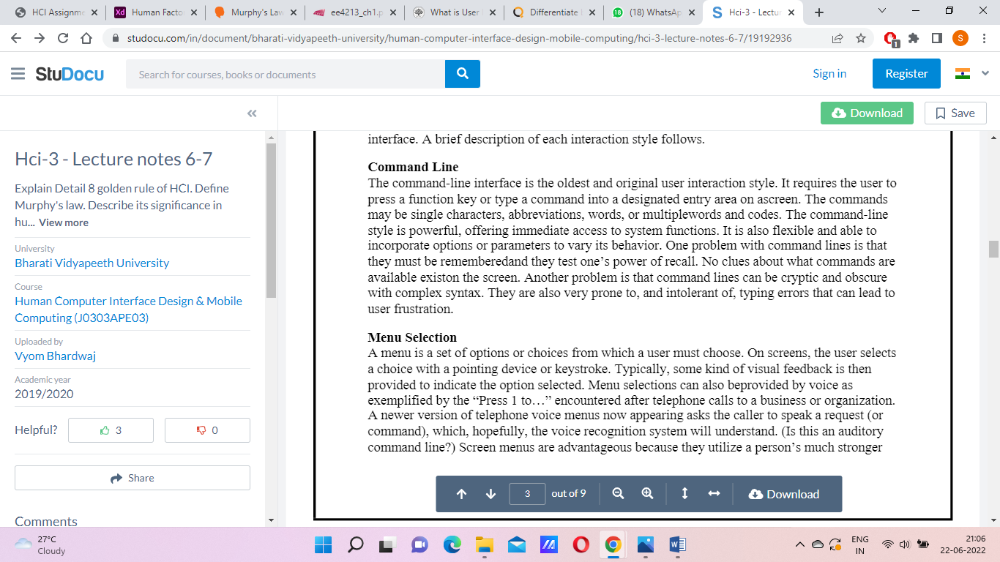 HCI Assignme
Human Facto
Murphy's Law
ee4213_ch1.p
What is User
Differentiate
(18) WhatsAp
Hci-3 - Lectur
studocu.com/in/document/bharati-vidyapeeth-university/human-computer-interface-design-mobile-computing/hci-3-lecture-notes-6-7/19192936
1
S
StuDocu
Search for courses, books or documents
Sign in
Register
Download
Save
Hci-3 - Lecture notes 6-7
Explain Detail 8 golden rule of HCI. Define
Murphy's law. Describe its significance in
hu... View more
University
Bharati Vidyapeeth University
Course
Human Computer Interface Design & Mobile
Computing (J0303APE03)
Uploaded by
Vyom Bhardwaj
Academic year
2019/2020
Helpful?
3
0
Share
Comments
interface. A brief description of each interaction style follows.
Command Line
The command-line interface is the oldest and original user interaction style. It requires the user to
press a function key or type a command into a designated entry area on ascreen. The commands
may be single characters, abbreviations, words, or multiplewords and codes. The command-line
style is powerful, offering immediate access to system functions. It is also flexible and able to
incorporate options or parameters to vary its behavior. One problem with command lines is that
they must be rememberedand they test one’s power of recall. No clues about what commands are
available existon the screen. Another problem is that command lines can be cryptic and obscure
with complex syntax. They are also very prone to, and intolerant of, typing errors that can lead to
user frustration.
Menu Selection
A menu is a set of options or choices from which a user must choose. On screens, the user selects
a choice with a pointing device or keystroke. Typically, some kind of visual feedback is then
provided to indicate the option selected. Menu selections can also beprovided by voice as
exemplified by the “Press 1 to…” encountered after telephone calls to a business or organization.
A newer version of telephone voice menus now appearing asks the caller to speak a request (or
command), which, hopefully, the voice recognition system will understand. (Is this an auditory
command line?) Screen menus are advantageous because they utilize a person’s much stronger
3
out of 9
Download
27°C
Cloudy
ENG
IN
21:06
22-06-2022